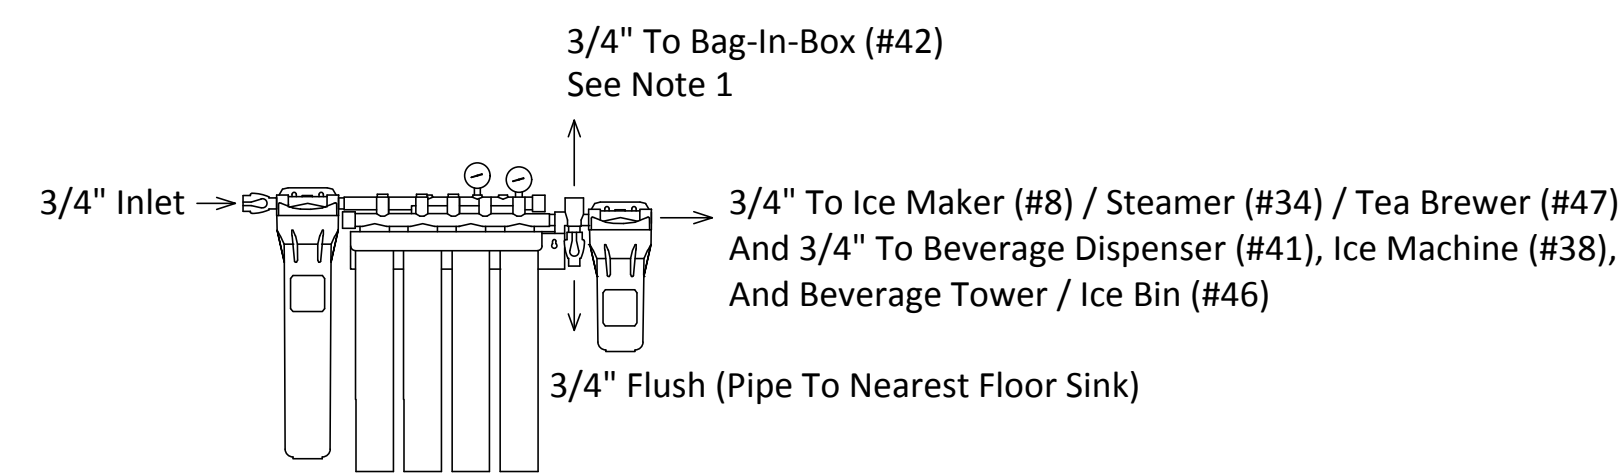 3/4" To Bag-In-Box (#42)
See Note 1
3/4" Inlet
3/4" To Ice Maker (#8) / Steamer (#34) / Tea Brewer (#47)
And 3/4" To Beverage Dispenser (#41), Ice Machine (#38),
And Beverage Tower / Ice Bin (#46)
3/4" Flush (Pipe To Nearest Floor Sink)